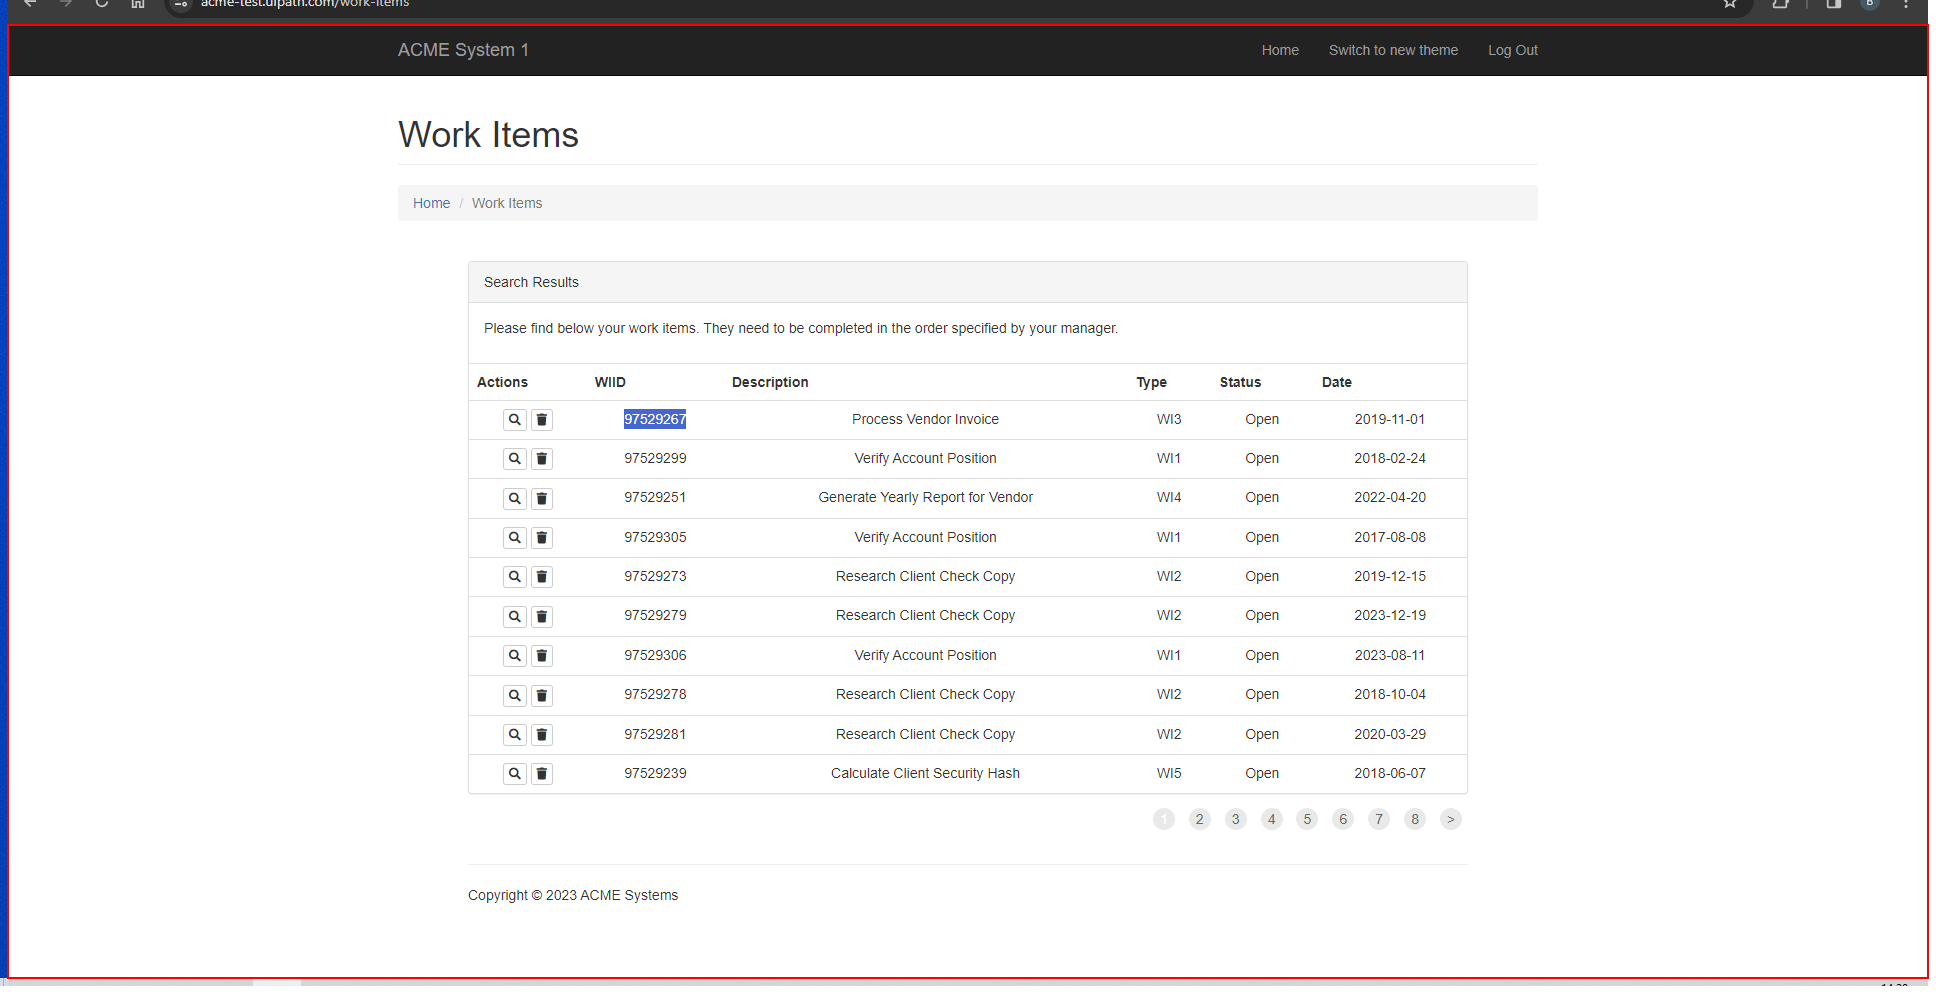 acme-test.uipath.com/work-items
B
ACME System 1
Home Switch to new theme Log Out
Work Items
Home / Work Items
Search Results
Please find below your work items. They need to be completed in the order specified by your manager.
Actions WIID Description Type Status Date
97529267 Process Vendor Invoice WI3 Open 2019-11-01
97529299 Verify Account Position WI1 Open 2018-02-24
97529251 Generate Yearly Report for Vendor WI4 Open 2022-04-20
97529305 Verify Account Position WI1 Open 2017-08-08
97529273 Research Client Check Copy WI2 Open 2019-12-15
97529279 Research Client Check Copy WI2 Open 2023-12-19
97529306 Verify Account Position WI1 Open 2023-08-11
97529278 Research Client Check Copy WI2 Open 2018-10-04
97529281 Research Client Check Copy WI2 Open 2020-03-29
97529239 Calculate Client Security Hash WI5 Open 2018-06-07
1 2 3 4 5 6 7 8 >
Copyright © 2023 ACME Systems